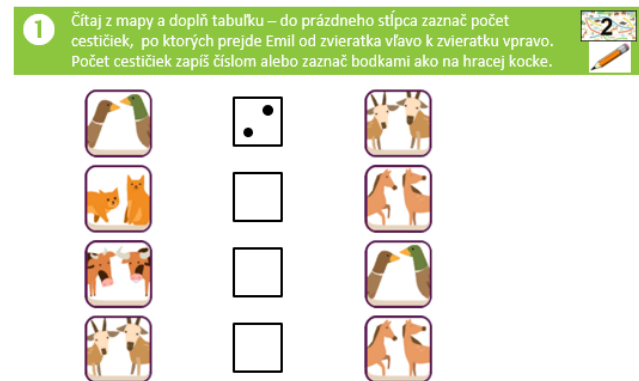 1
Čítaj z mapy a doplň tabuľku – do prázdneho stĺpca zaznač počet
cestičiek, po ktorých prejde Emil od zvieratka vľavo k zvieratku vpravo.
Počet cestičiek zapíš číslom alebo zaznač bodkami ako na hracej kocke.
2